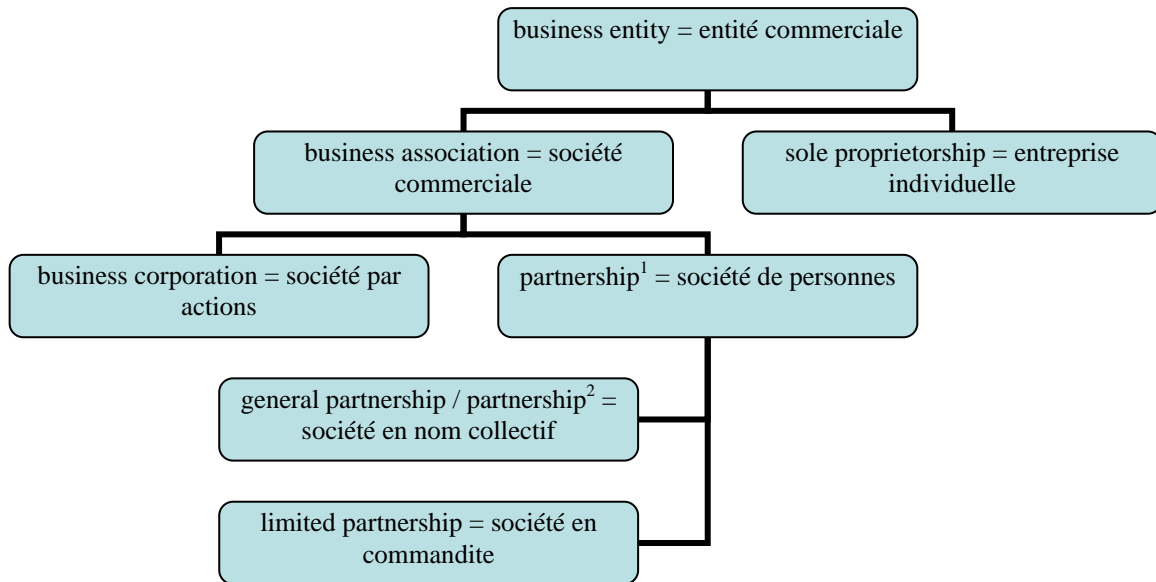 business entity = entité commerciale
business association = société
commerciale
sole proprietorship = entreprise
individuelle
business corporation = société par
actions
partnership¹ = société de personnes
general partnership / partnership² =
société en nom collectif
limited partnership = société en
commandite